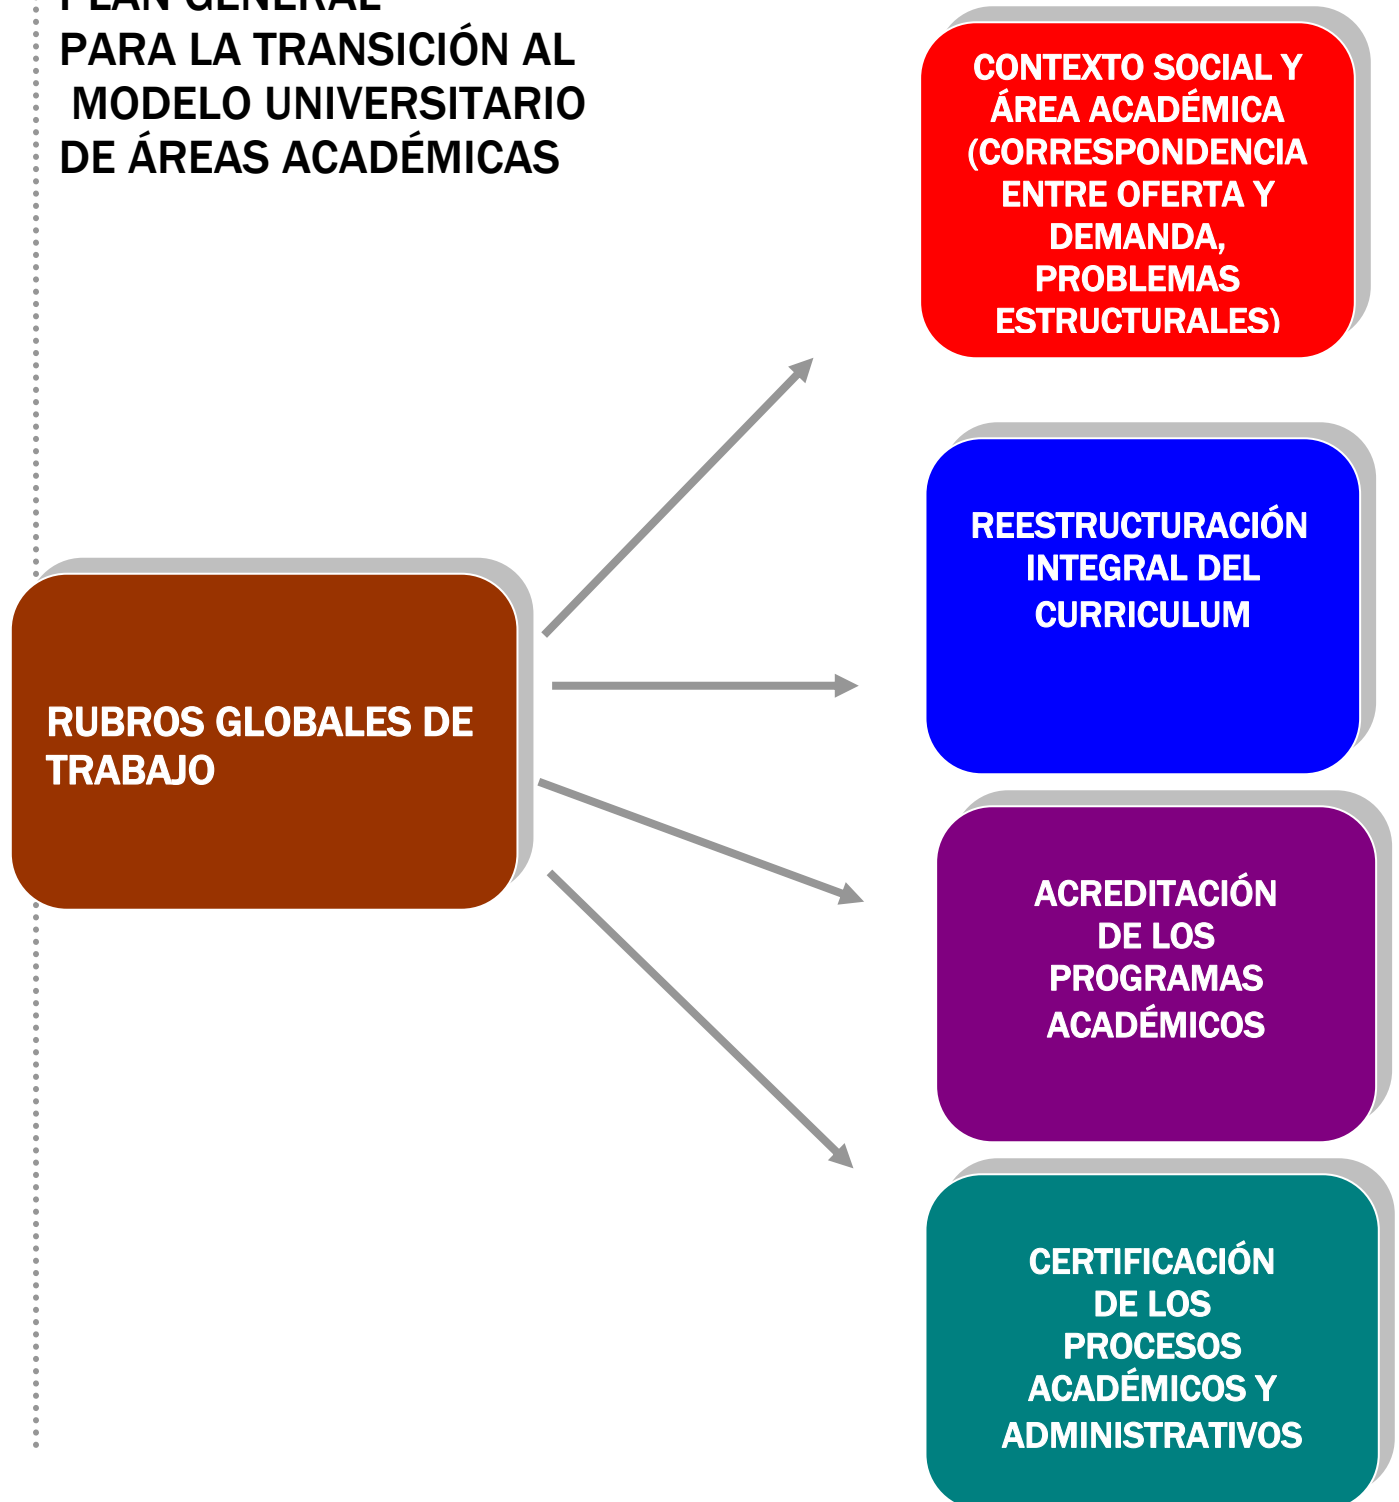 PLAN GENERAL
PARA LA TRANSICIÓN AL
MODELO UNIVERSITARIO
DE ÁREAS ACADÉMICAS
CONTEXTO SOCIAL Y
ÁREA ACADÉMICA
(CORRESPONDENCIA
ENTRE OFERTA Y
DEMANDA,
PROBLEMAS
ESTRUCTURALES)
REESTRUCTURACIÓN
INTEGRAL DEL
CURRICULUM
RUBROS GLOBALES DE
TRABAJO
ACREDITACIÓN
DE LOS
PROGRAMAS
ACADÉMICOS
CERTIFICACIÓN
DE LOS
PROCESOS
ACADÉMICOS Y
ADMINISTRATIVOS